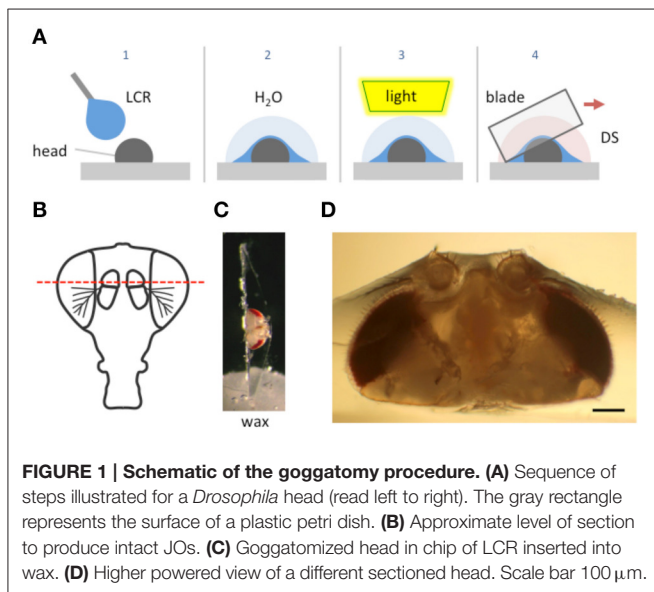 A
1
2
3
4
LCR
head
H₂O
light
blade
DS
B
C
D
wax
FIGURE 1 | Schematic of the goggatomy procedure. (A) Sequence of
steps illustrated for a Drosophila head (read left to right). The gray rectangle
represents the surface of a plastic petri dish. (B) Approximate level of section
to produce intact JOs. (C) Goggatomized head in chip of LCR inserted into
wax. (D) Higher powered view of a different sectioned head. Scale bar 100 μm.